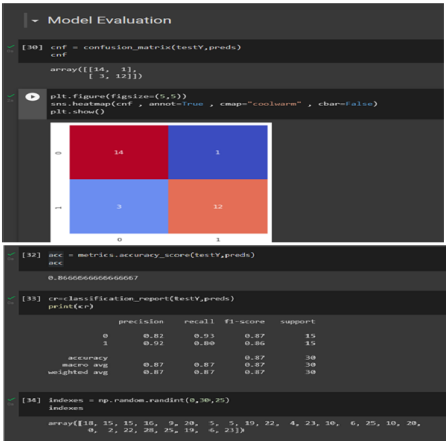 Model Evaluation
[30] cnf = confusion_matrix(testY,preds)
cnf
array([[14, 1],
[ 3, 12]])
plt.figure(figsize=(5,5))
sns.heatmap(cnf , annot=True , cmap="coolwarm" , cbar=False)
plt.show()
0 14 1
1 3 12
0 1
[32] acc = metrics.accuracy_score(testY,preds)
acc
0.8666666666666667
[33] cr=classification_report(testY,preds)
print(cr)
precision recall f1-score support
0 0.82 0.93 0.87 15
1 0.92 0.80 0.86 15
accuracy 0.87 30
macro avg 0.87 0.87 0.87 30
weighted avg 0.87 0.87 0.87 30
[34] indexes = np.random.randint(0,30,25)
indexes
array([18, 15, 15, 16, 9, 20, 5, 5, 19, 22, 4, 23, 10, 6, 25, 10, 20,
0, 2, 22, 28, 25, 19, 6, 23])